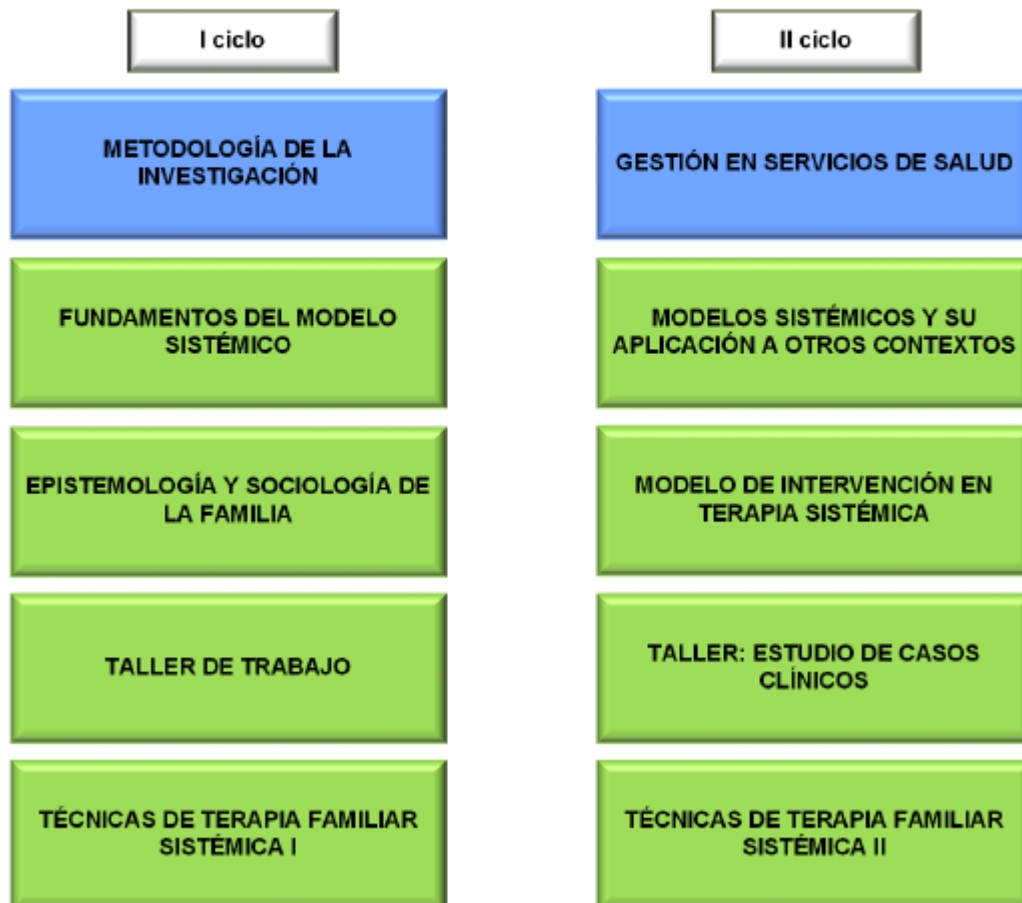 I ciclo
METODOLOGÍA DE LA
INVESTIGACIÓN
FUNDAMENTOS DEL MODELO
SISTÉMICO
EPISTEMOLOGÍA Y SOCIOLOGÍA DE
LA FAMILIA
TALLER DE TRABAJO
TÉCNICAS DE TERAPIA FAMILIAR
SISTÉMICA I
II ciclo
GESTIÓN EN SERVICIOS DE SALUD
MODELOS SISTÉMICOS Y SU
APLICACIÓN A OTROS CONTEXTOS
MODELO DE INTERVENCIÓN EN
TERAPIA SISTÉMICA
TALLER: ESTUDIO DE CASOS
CLÍNICOS
TÉCNICAS DE TERAPIA FAMILIAR
SISTÉMICA II